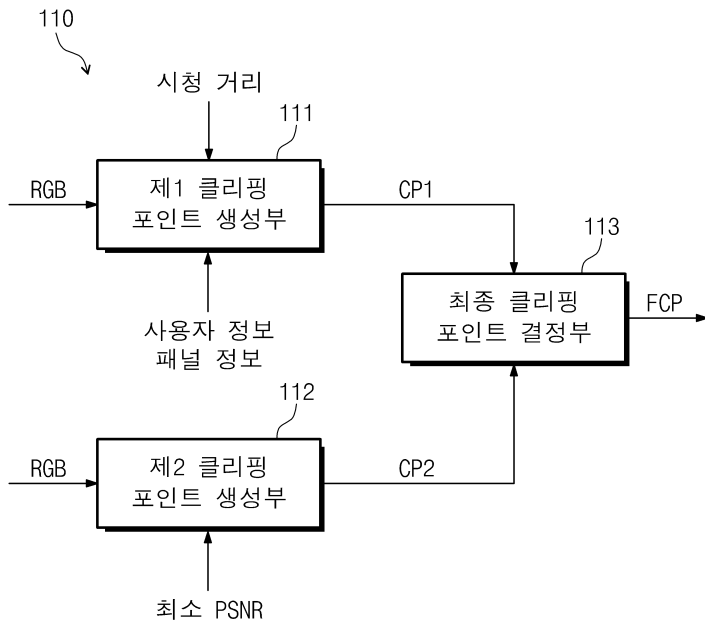 110
시청 거리
111
RGB
제1 클리핑
포인트 생성부
CP1
113
사용자 정보
패널 정보
최종 클리핑
포인트 결정부
FCP
112
RGB
제2 클리핑
포인트 생성부
CP2
최소 PSNR